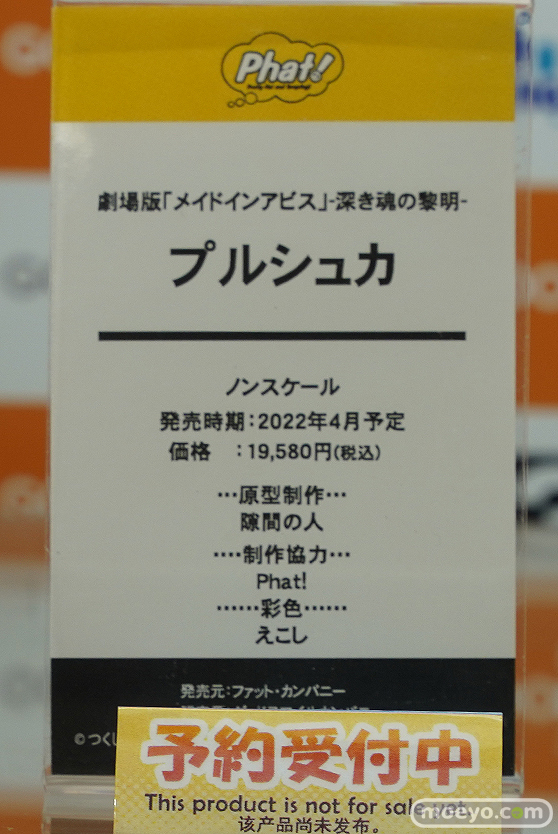 Phat!
劇場版「メイドインアビス」-深き魂の黎明-
プルシュカ
ノンスケール
発売時期：2022年4月予定
価格　：19,580円(税込)
…原型制作…
隙間の人
‥‥制作協力…
Phat!
……彩色……
えこし
発売元：ファット・カンパニー
©つくし
予約受付中
This product is not for sale yet.
moeyo.com
该产品尚未发布。